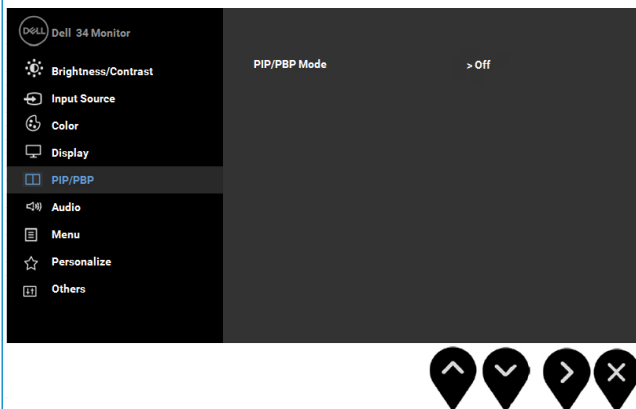 DELL Dell 34 Monitor
Brightness/Contrast
PIP/PBP Mode > Off
Input Source
Color
Display
PIP/PBP
Audio
Menu
Personalize
Others